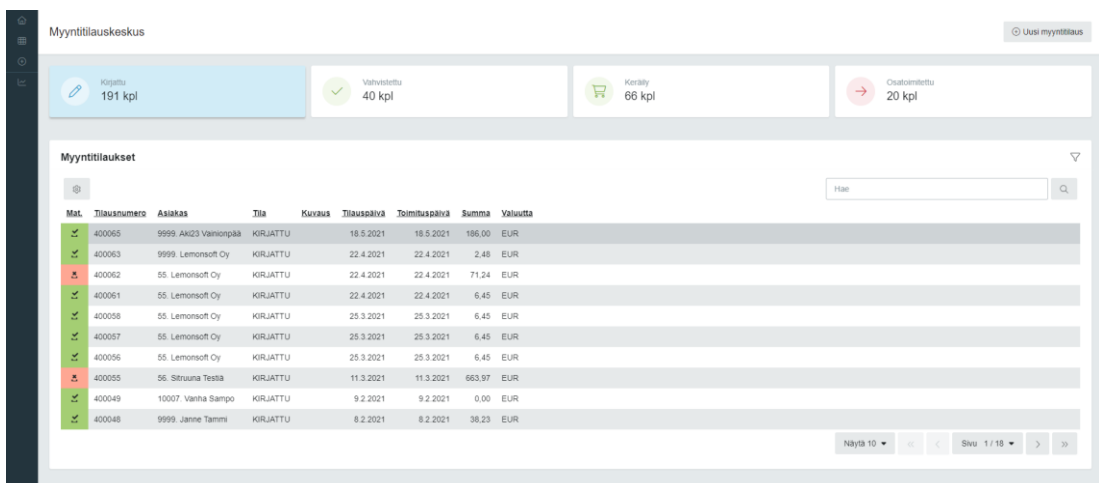 Myyntitilauskeskus
Uusi myyntitilaus
Kirjattu
191 kpl
Vahvistettu
40 kpl
Keräily
66 kpl
Osatoimitettu
20 kpl
Myyntitilaukset
Hae
Mat. Tilausnumero Asiakas Tila Kuvaus Tilauspäivä Toimituspäivä Summa Valuutta
400065 9999. Aki23 Vainionpää KIRJATTU 18.5.2021 18.5.2021 186,00 EUR
400063 9999. Lemonsoft Oy KIRJATTU 22.4.2021 22.4.2021 2,48 EUR
400062 55. Lemonsoft Oy KIRJATTU 22.4.2021 22.4.2021 71,24 EUR
400061 55. Lemonsoft Oy KIRJATTU 22.4.2021 22.4.2021 6,45 EUR
400058 55. Lemonsoft Oy KIRJATTU 25.3.2021 25.3.2021 6,45 EUR
400057 55. Lemonsoft Oy KIRJATTU 25.3.2021 25.3.2021 6,45 EUR
400056 55. Lemonsoft Oy KIRJATTU 25.3.2021 25.3.2021 6,45 EUR
400055 56. Sitruuna Testiä KIRJATTU 11.3.2021 11.3.2021 663,97 EUR
400049 10007. Vanha Sampo KIRJATTU 9.2.2021 9.2.2021 0,00 EUR
400048 9999. Janne Tammi KIRJATTU 8.2.2021 8.2.2021 38,23 EUR
Näytä 10 Sivu 1 / 18